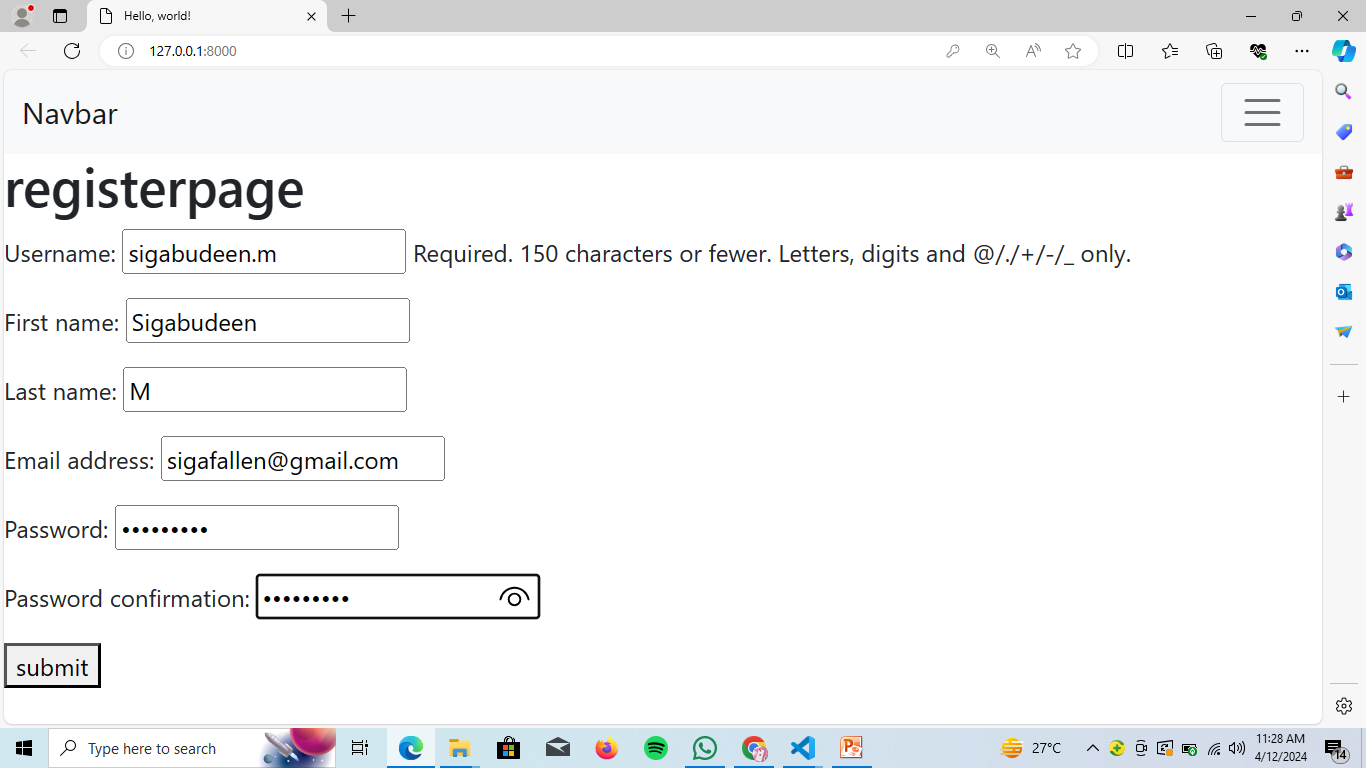 Hello, world!
127.0.0.1:8000
Navbar
registerpage
Username: sigabudeen.m Required. 150 characters or fewer. Letters, digits and @/./+/-/_ only.
First name: Sigabudeen
Last name: M
Email address: sigafallen@gmail.com
Password: •••••••••
Password confirmation: •••••••••
submit
Type here to search
27°C
11:28 AM
4/12/2024
14